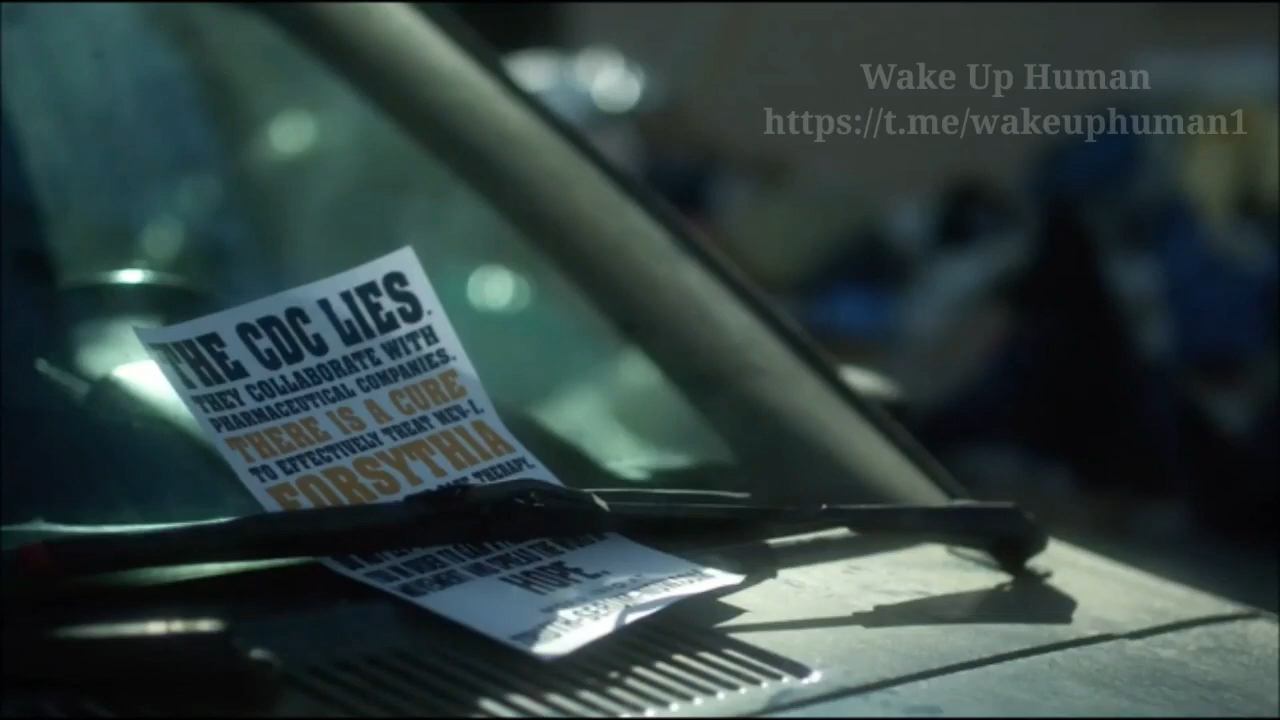 Wake Up Human
https://t.me/wakeuphuman1
THE CDC LIES.
THEY COLLABORATE WITH
PHARMACEUTICAL COMPANIES.
THERE IS A CURE
TO EFFECTIVELY TREAT MEV-1.
FORSYTHIA
THERAPY.
THE
HOPE.